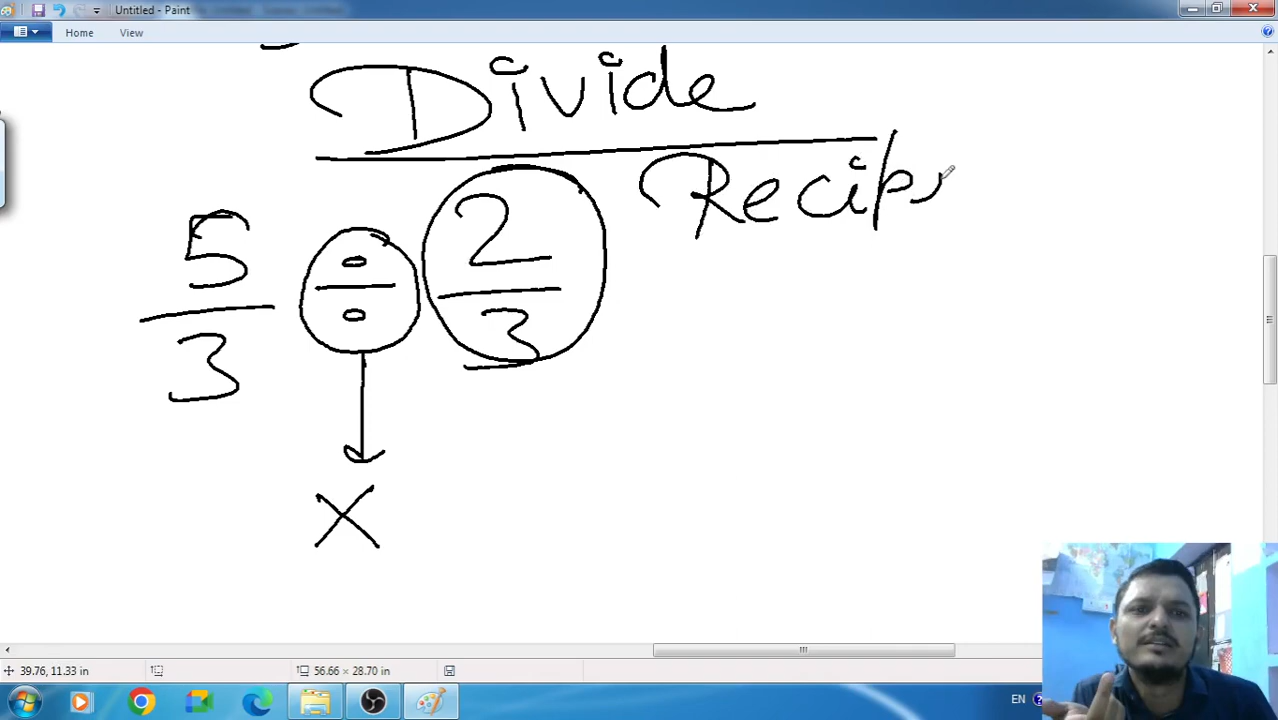 Untitled - Paint
Home View
Divide
Recipr
5/3 ÷ 2/3
X
39.76, 11.33 in 56.66 × 28.70 in
EN